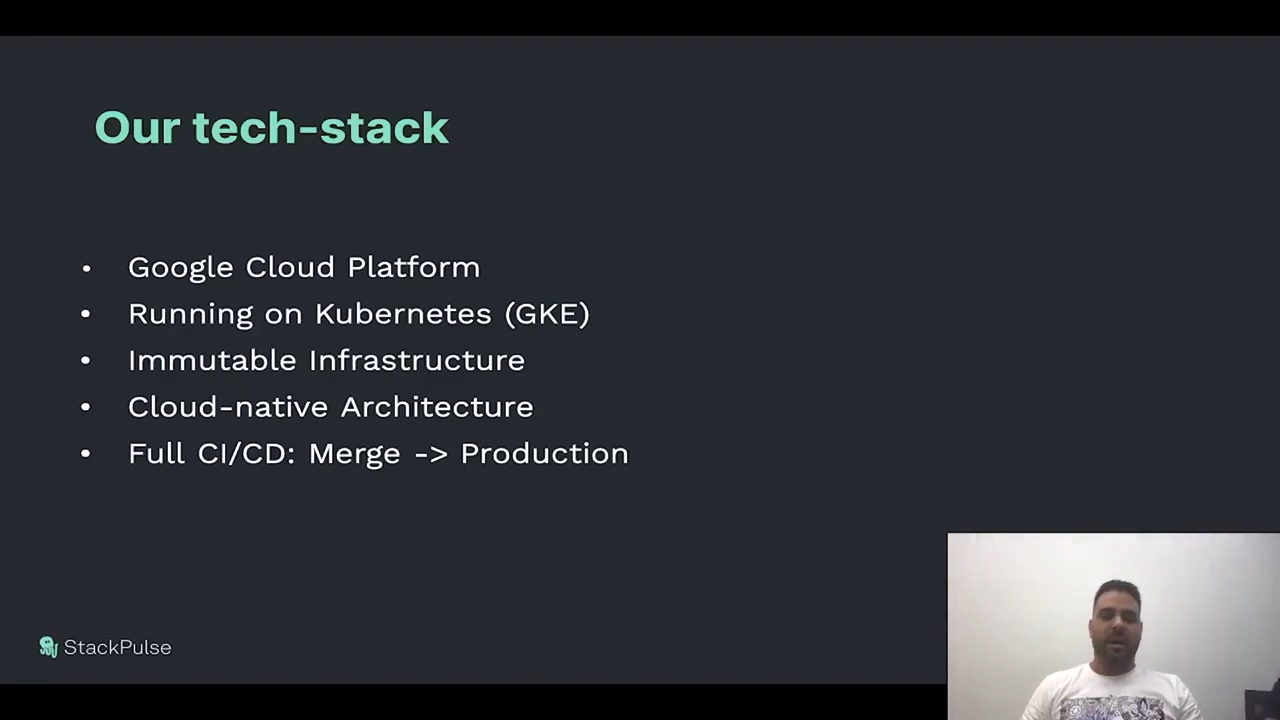 Our tech-stack
• Google Cloud Platform
• Running on Kubernetes (GKE)
• Immutable Infrastructure
• Cloud-native Architecture
• Full CI/CD: Merge -> Production
StackPulse